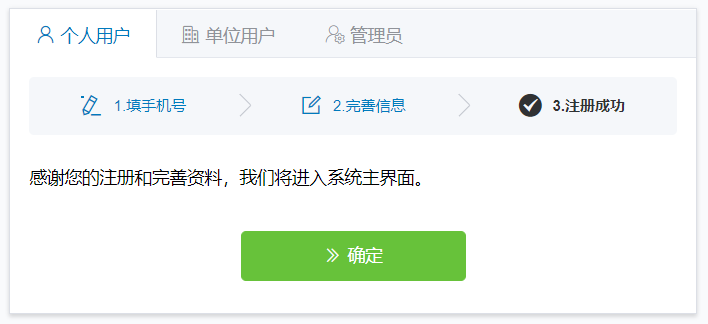 个人用户 单位用户 管理员
1.填手机号 2.完善信息 3.注册成功
感谢您的注册和完善资料，我们将进入系统主界面。
确定